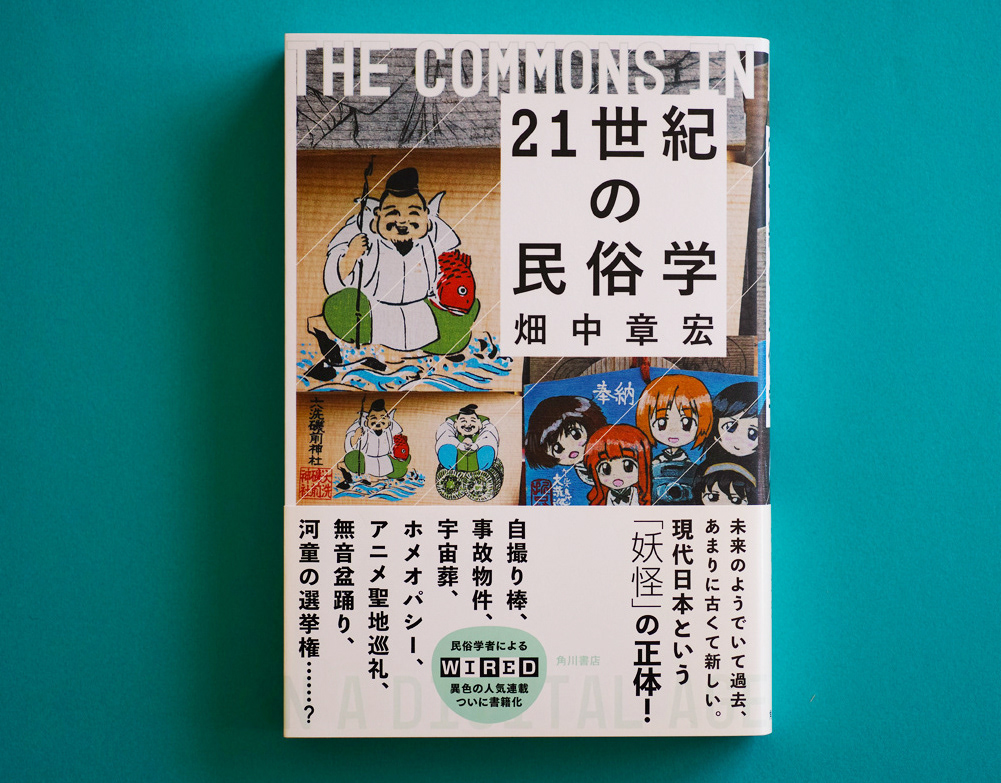 THE COMMONS IN
21世紀
の
民俗学
畑中章宏
奉納
大洗磯前神社
未来のようでいて過去、
あまりに古くて新しい。
現代日本という
「妖怪」の正体!
自撮り棒、
事故物件、
宇宙葬、
ホメオパシー、
アニメ聖地巡礼、
無音盆踊り、
河童の選挙権………?
民俗学者による
WIRED
異色の人気連載
ついに書籍化
角川書店
N A DIGITAL AGE